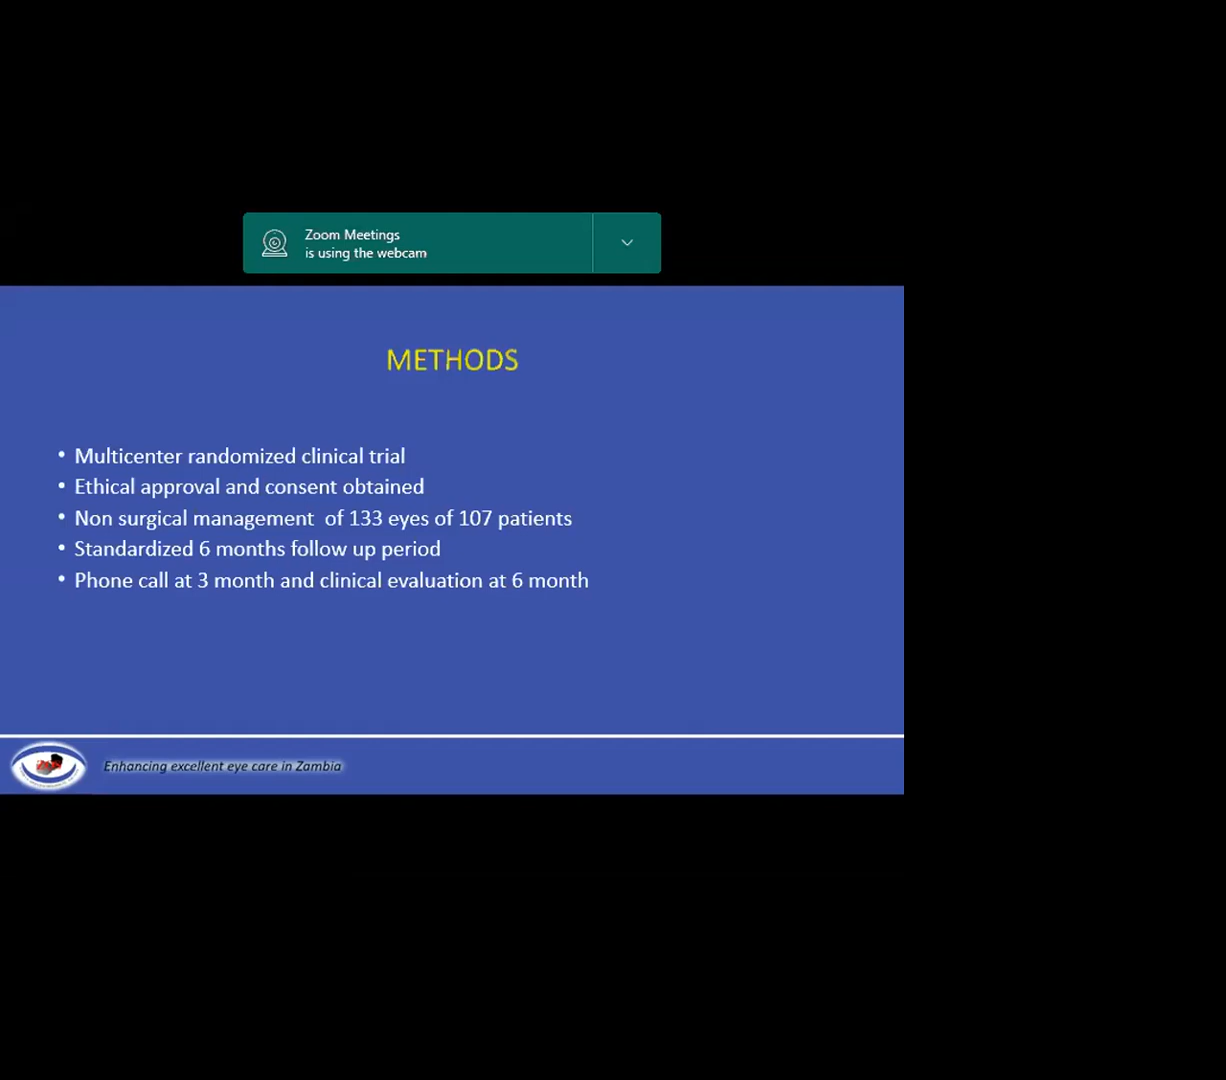 Zoom Meetings
is using the webcam
METHODS
• Multicenter randomized clinical trial
• Ethical approval and consent obtained
• Non surgical management of 133 eyes of 107 patients
• Standardized 6 months follow up period
• Phone call at 3 month and clinical evaluation at 6 month
Enhancing excellent eye care in Zambia